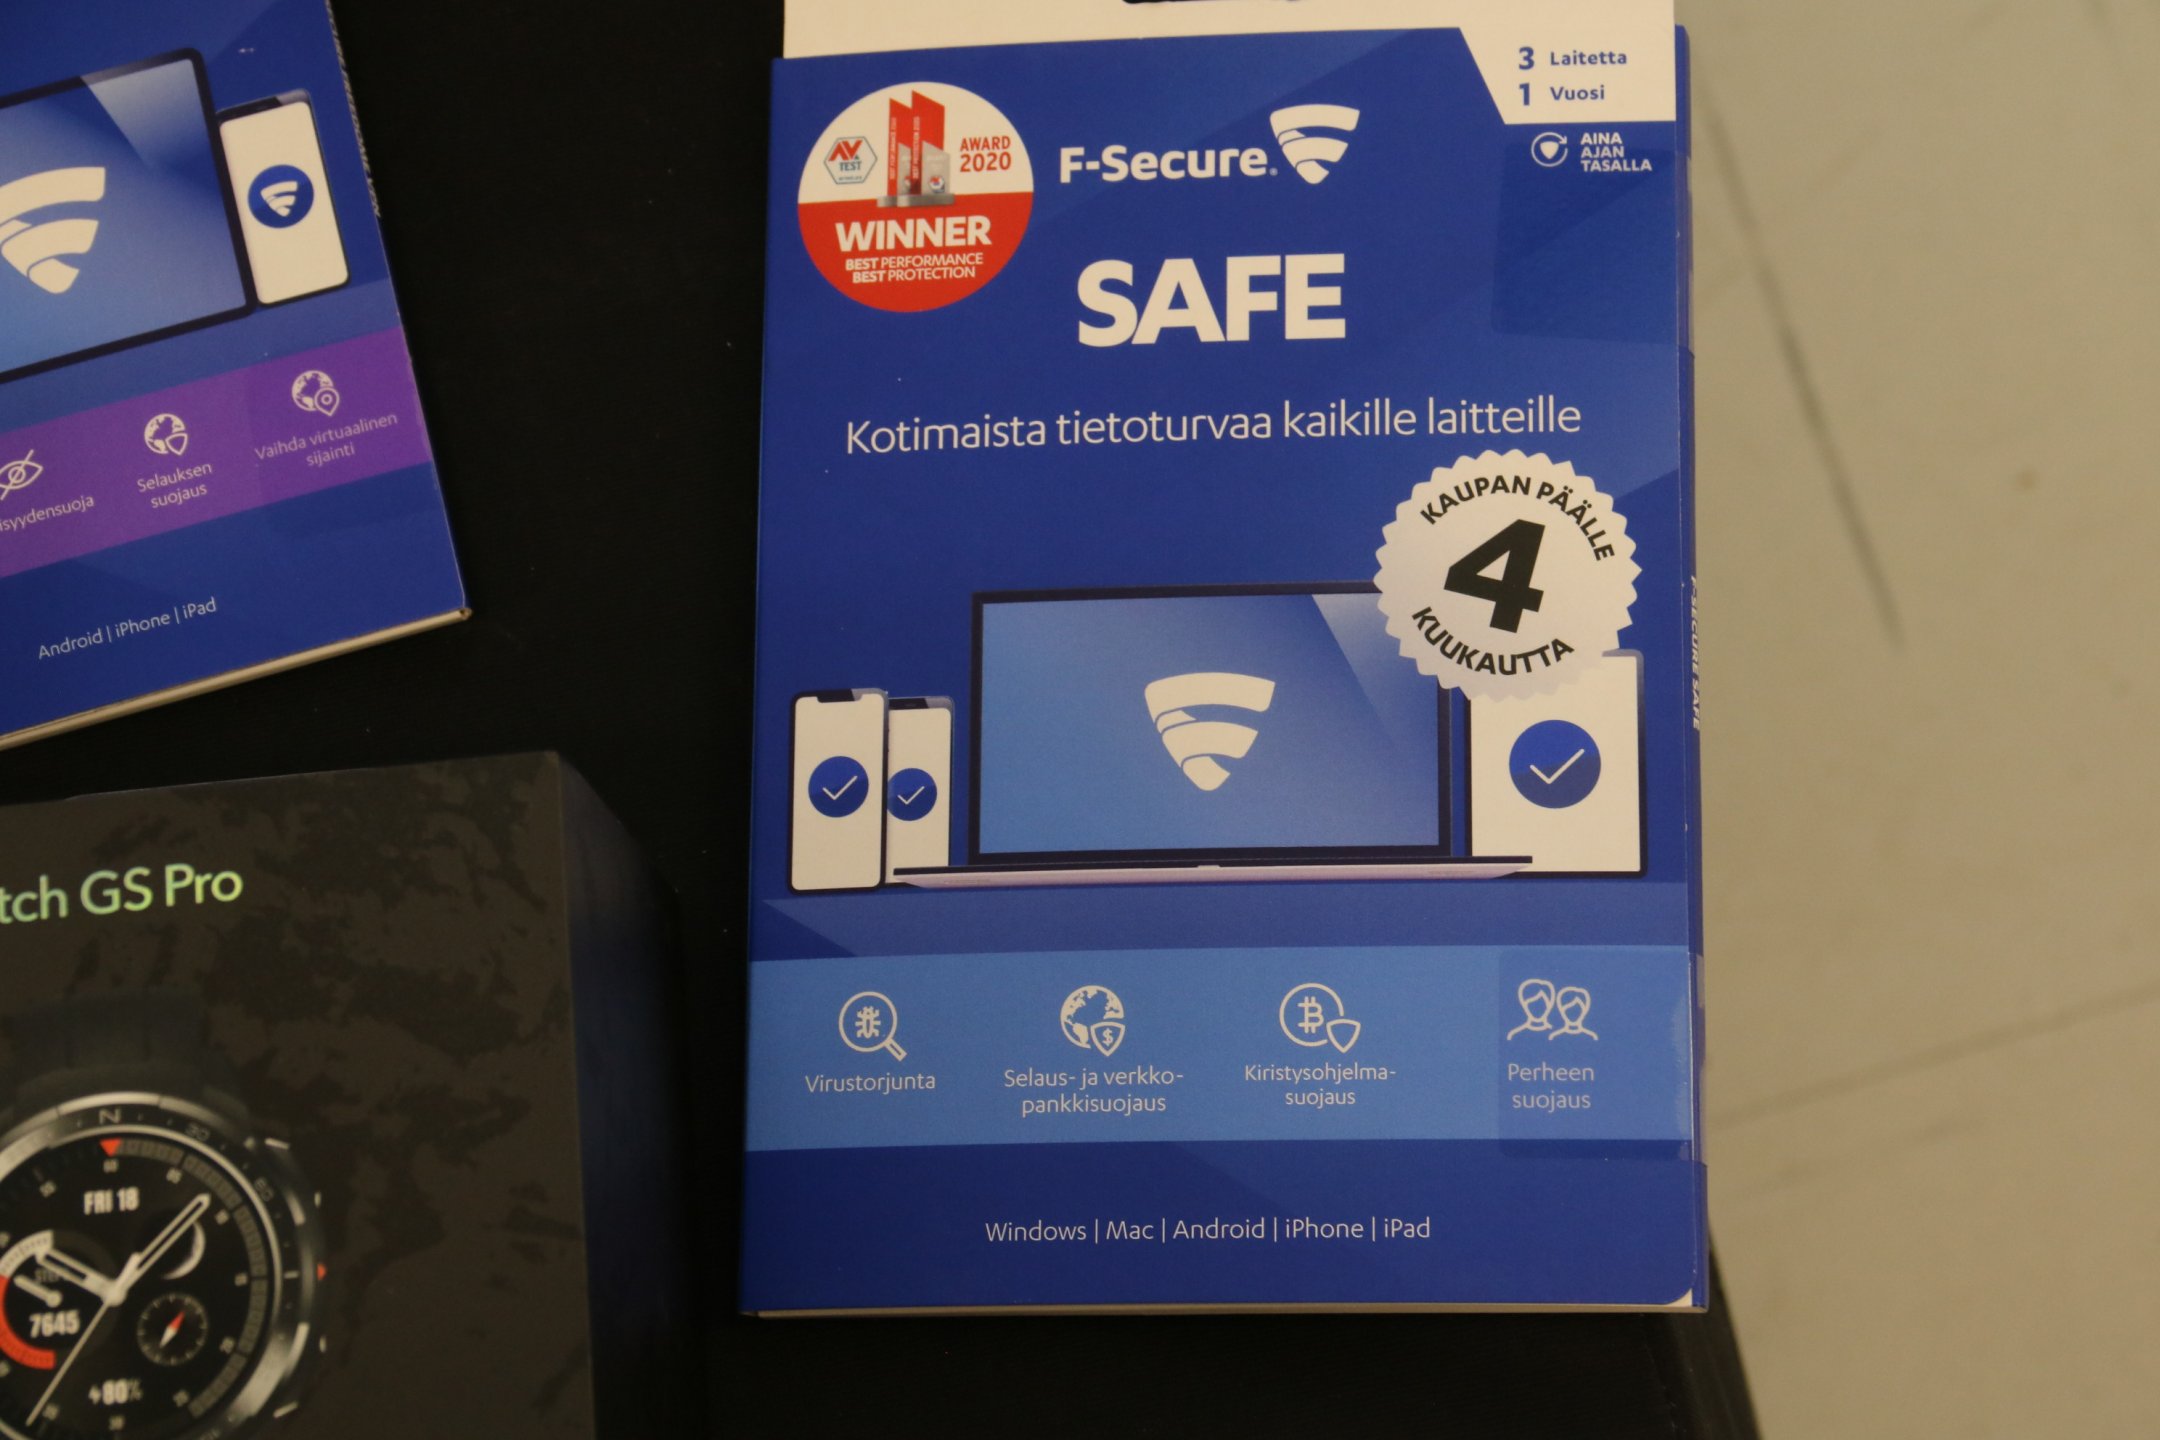 3 Laitetta
1 Vuosi
AINA
AJAN
TASALLA
AV
TEST
AWARD
2020
WINNER
BEST PERFORMANCE
BEST PROTECTION
F-Secure
SAFE
Kotimaista tietoturvaa kaikille laitteille
KAUPAN PÄÄLLE
4
KUUKAUTTA
Virustorjunta
Selaus- ja verkko-
pankkisuojaus
Kiristysohjelma-
suojaus
Perheen
suojaus
Windows | Mac | Android | iPhone | iPad
F-SECURE SAFE
Selauksen
suojaus
Vaihda virtuaalinen
sijainti
Android | iPhone | iPad
GS Pro
N
FRI 18
7645
80%